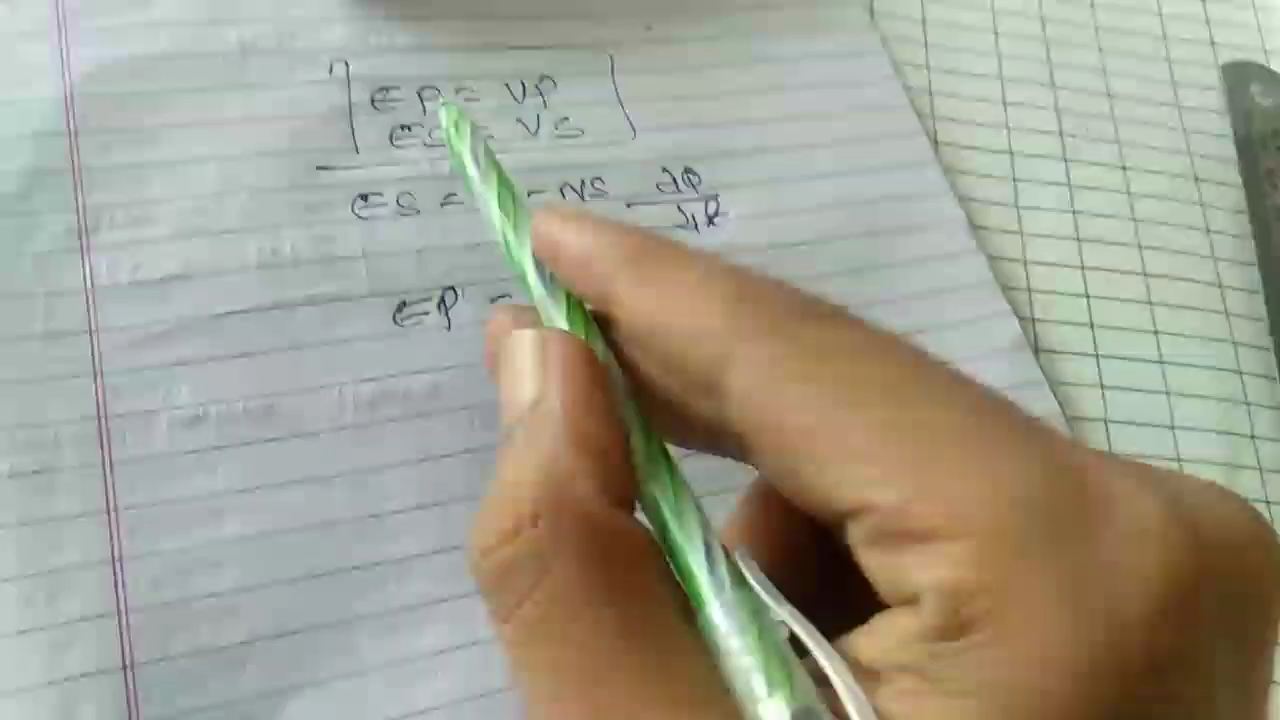 EP = VP
ES = VS
ES = - NS dΦ/dt
EP =